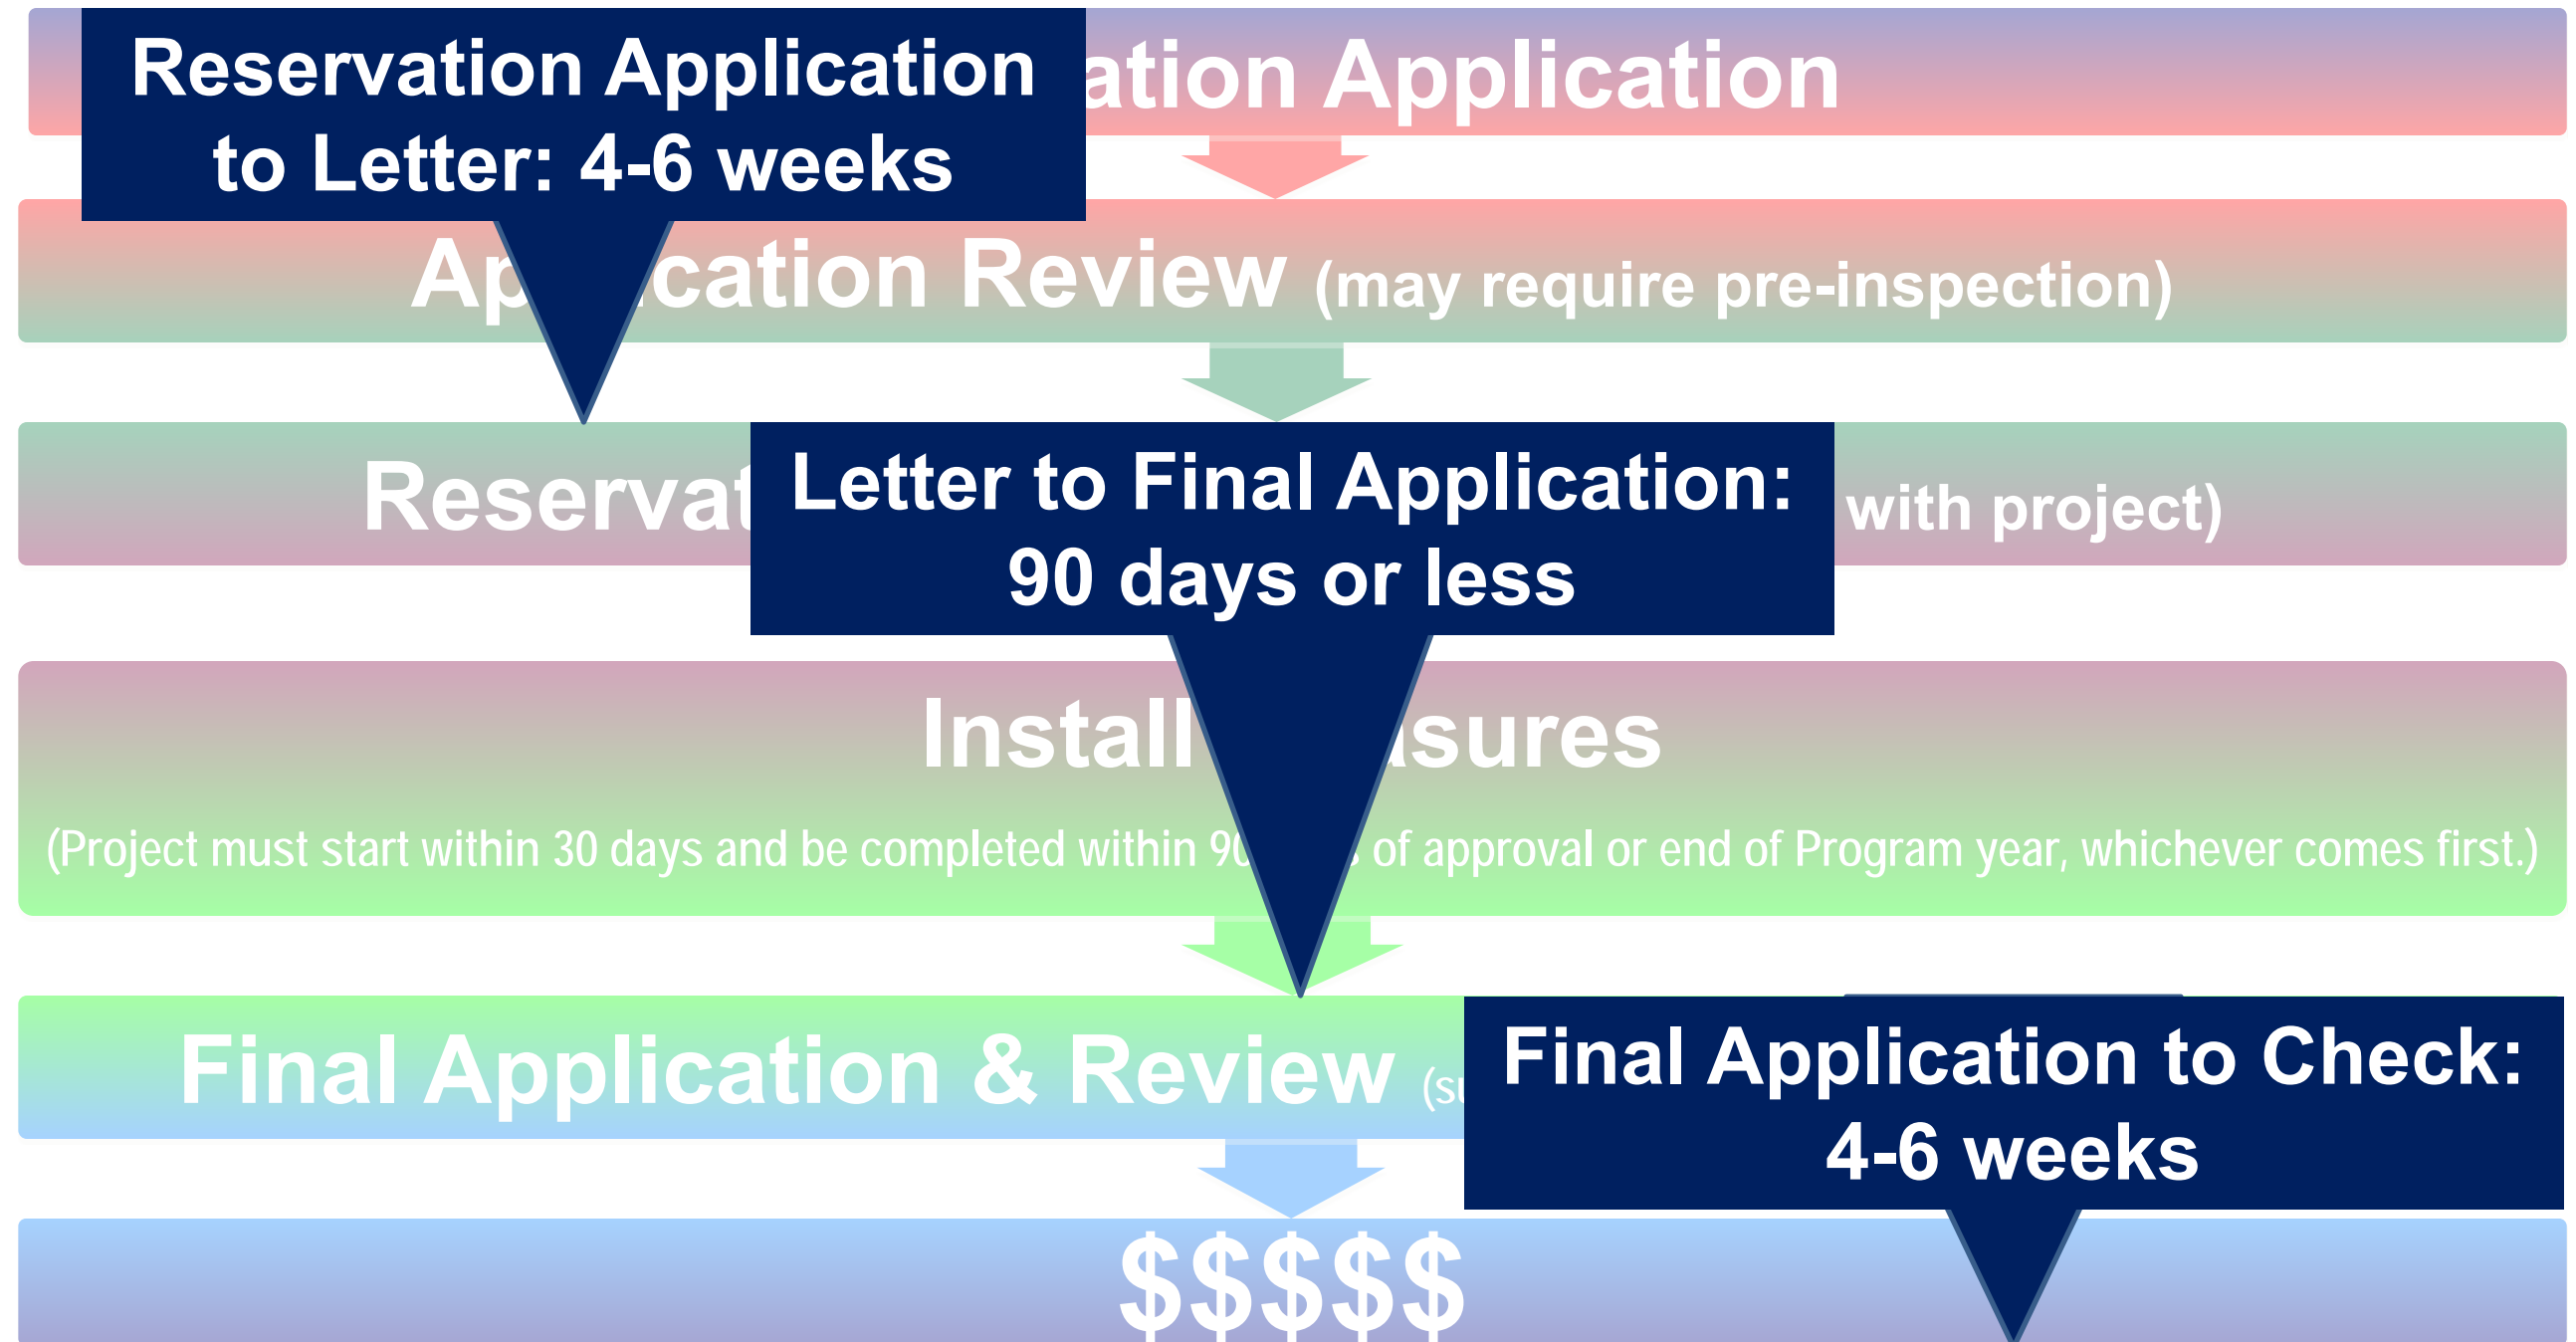 Reservation Application
to Letter: 4-6 weeks
ation Application
Application Review (may require pre-inspection)
Reservat
with project)
Letter to Final Application:
90 days or less
Install Measures
(Project must start within 30 days and be completed within 90 days of approval or end of Program year, whichever comes first.)
Final Application & Review
Final Application to Check:
4-6 weeks
$$$$$